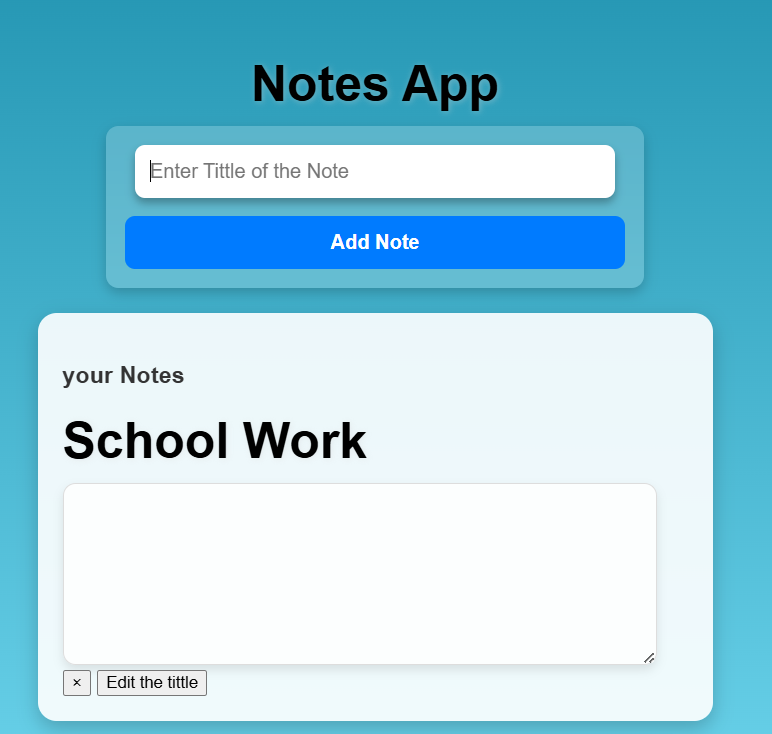 Notes App
Enter Tittle of the Note
Add Note
your Notes
School Work
× Edit the tittle